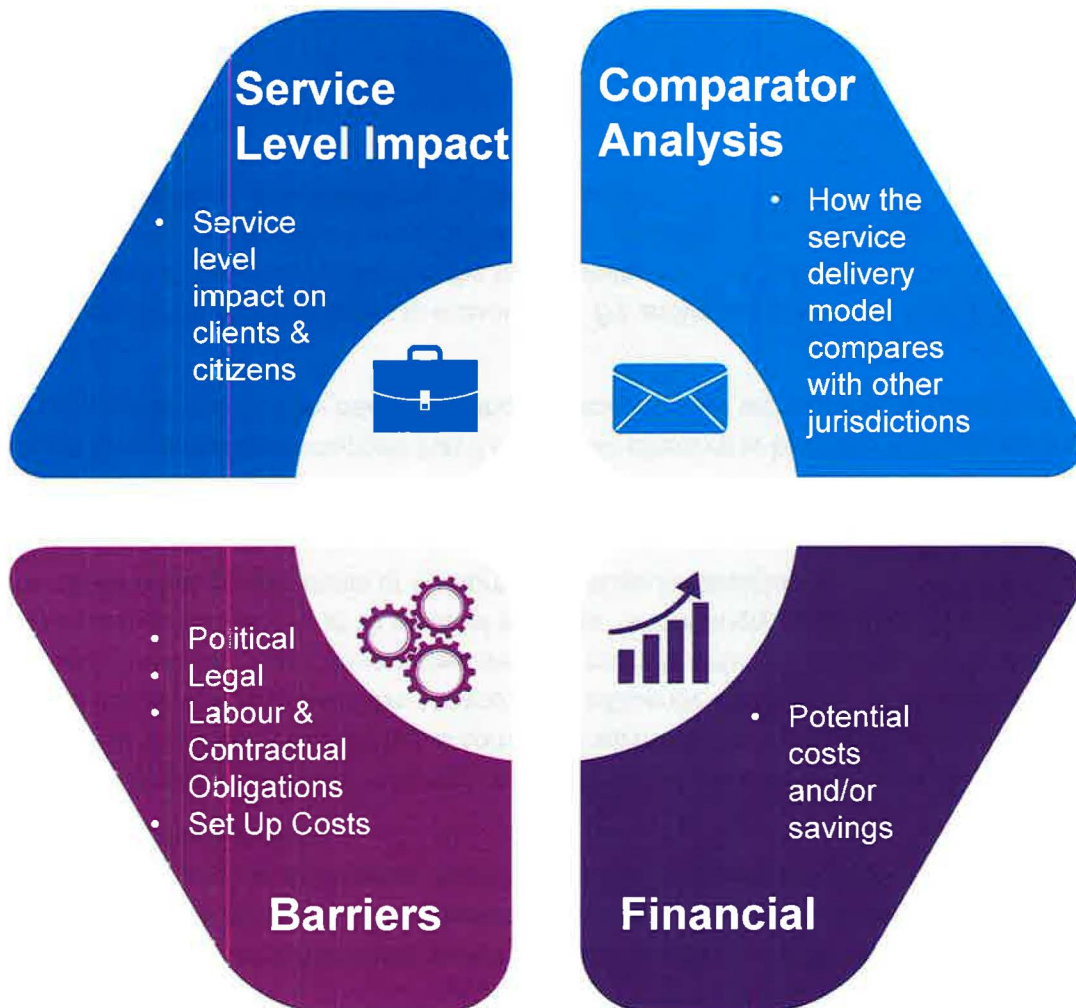 Service
Level Impact
• Service
level
impact on
clients &
citizens
Comparator
Analysis
• How the
service
delivery
model
compares
with other
jurisdictions
• Political
• Legal
• Labour &
Contractual
Obligations
• Set Up Costs
Barriers
• Potential
costs
and/or
savings
Financial